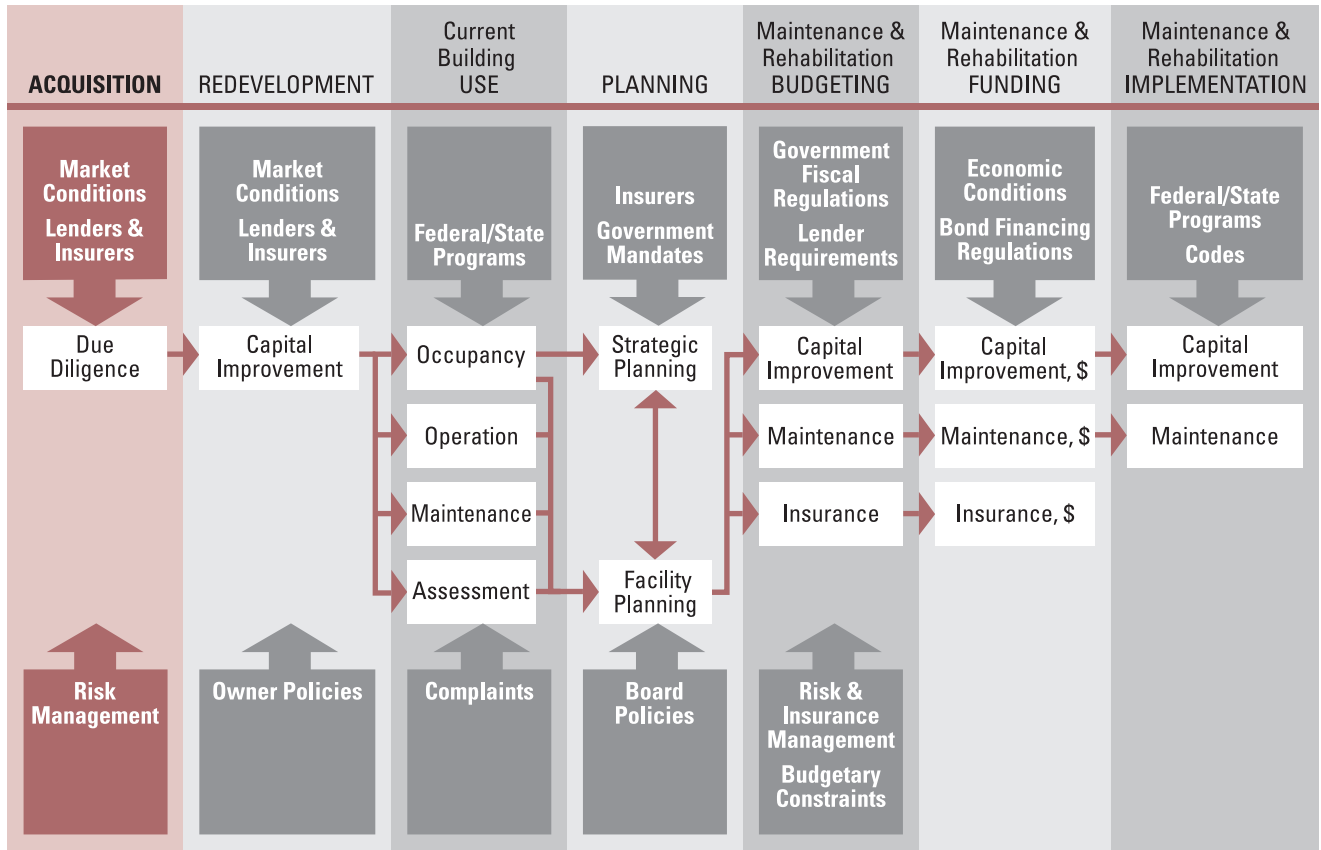 ACQUISITION
REDEVELOPMENT
Current
Building
USE
PLANNING
Maintenance &
Rehabilitation
BUDGETING
Maintenance &
Rehabilitation
FUNDING
Maintenance &
Rehabilitation
IMPLEMENTATION
Market
Conditions
Lenders &
Insurers
Market
Conditions
Lenders &
Insurers
Federal/State
Programs
Insurers
Government
Mandates
Government
Fiscal
Regulations
Lender
Requirements
Economic
Conditions
Bond Financing
Regulations
Federal/State
Programs
Codes
Due
Diligence
Capital
Improvement
Occupancy
Strategic
Planning
Capital
Improvement
Capital
Improvement, $
Capital
Improvement
Operation
Maintenance
Maintenance, $
Maintenance
Maintenance
Insurance
Insurance, $
Assessment
Facility
Planning
Risk
Management
Owner Policies
Complaints
Board
Policies
Risk &
Insurance
Management
Budgetary
Constraints